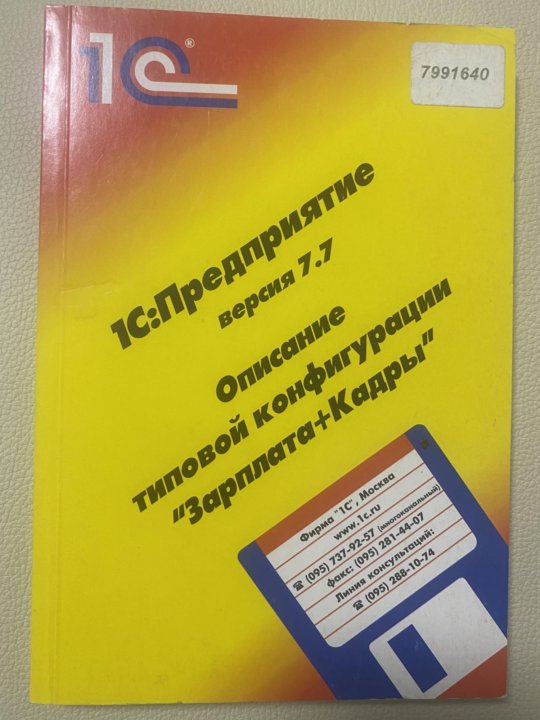 1С®
7991640
1С:Предприятие
версия 7.7
Описание
типовой конфигурации
"Зарплата+Кадры"
Фирма "1С", Москва
www.1c.ru
☎ (095) 737-92-57 (многоканальный)
факс: (095) 281-44-07
Линия консультаций:
☎ (095) 288-10-74